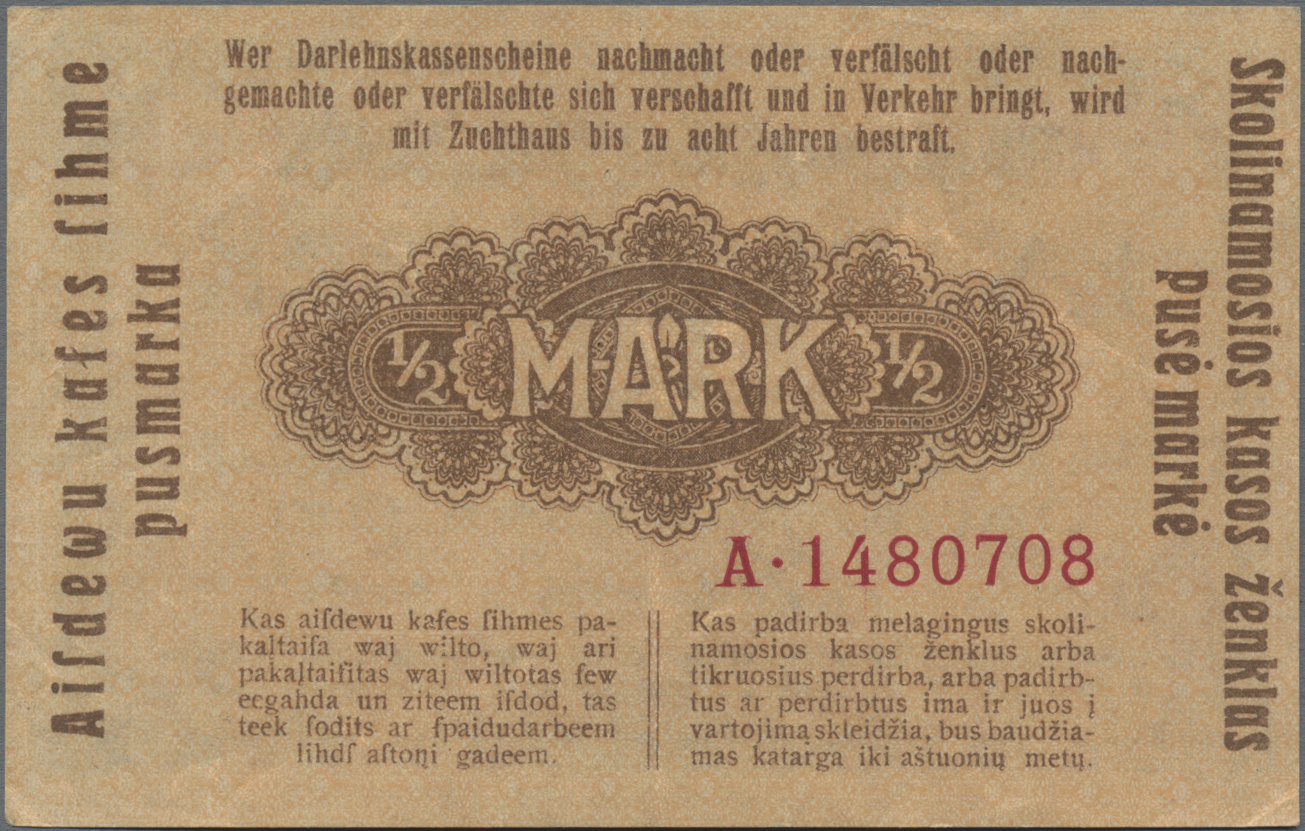 Wer Darlehnskassenscheine nachmacht oder verfälscht oder nach-
gemachte oder verfälschte sich verschafft und in Verkehr bringt, wird
mit Zuchthaus bis zu acht Jahren bestraft.
Aiſdewu kaſes ſihme
pusmarka
½ MARK ½
Skolinamosios kasos ženklas
pusė markė
A·1480708
Kas aiſdewu kaſes ſihmes pa-
kaļtaiſa waj wilto, waj ari
pakaļtaiſitas waj wiltotas ſew
eegahda un ziteem iſdod, tas
teek ſodits ar ſpaidudarbeem
lihdſ aſtoņi gadeem.
Kas padirba melagingus skoli-
namosios kasos ženklus arba
tikruosius perdirba, arba padirb-
tus ar perdirbtus ima ir juos į
vartojimą skleidžia, bus baudžia-
mas katarga iki aštuonių metų.